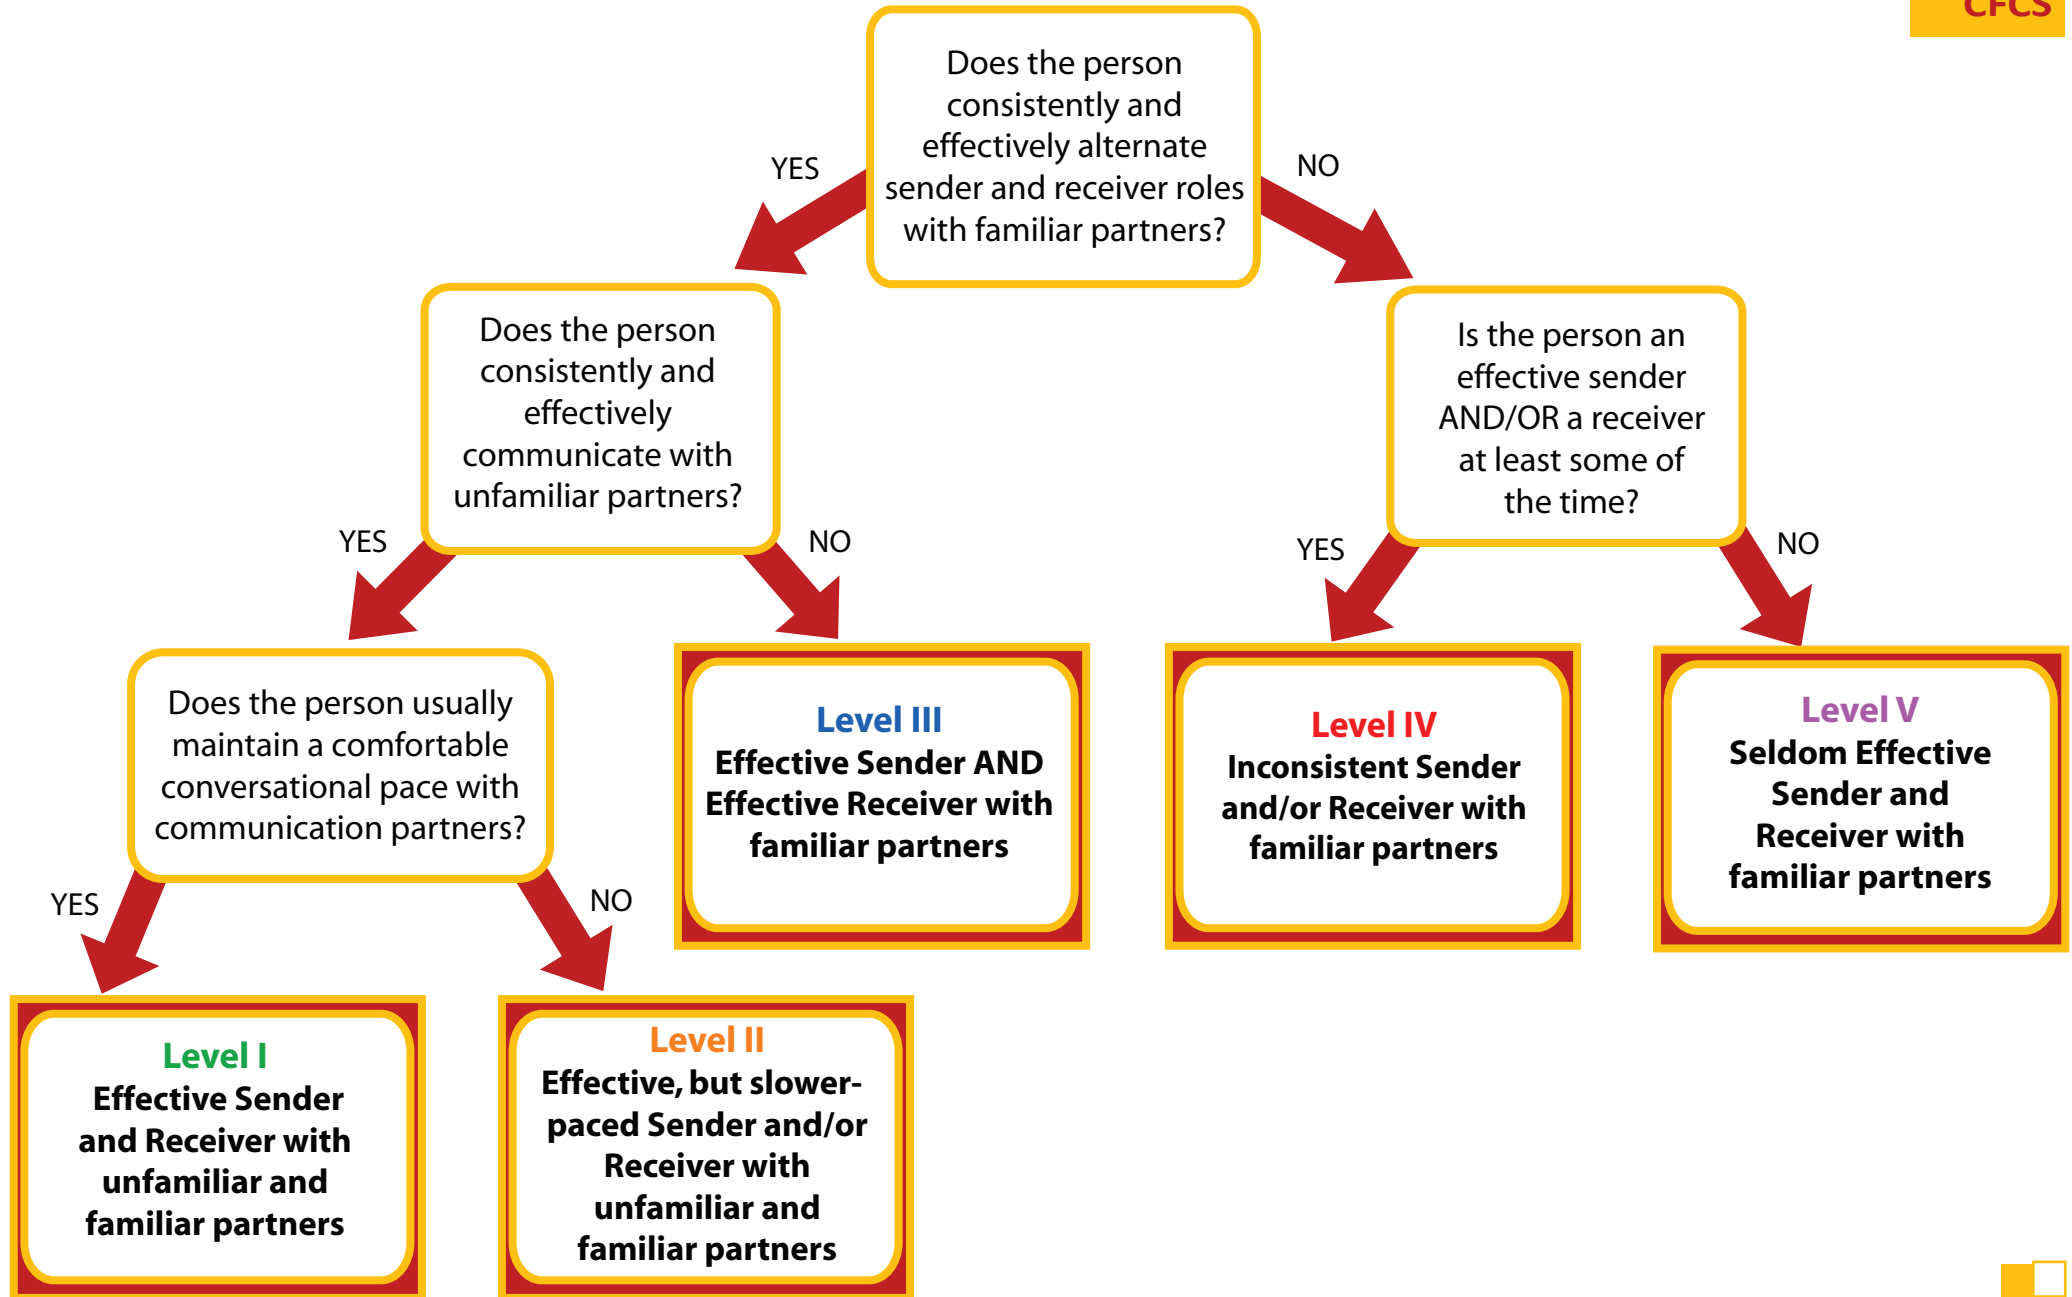 CFCS
Does the person
consistently and
effectively alternate
sender and receiver roles
with familiar partners?
YES
NO
Does the person
consistently and
effectively
communicate with
unfamiliar partners?
Is the person an
effective sender
AND/OR a receiver
at least some of
the time?
YES
NO
YES
NO
Does the person usually
maintain a comfortable
conversational pace with
communication partners?
Level III
Effective Sender AND
Effective Receiver with
familiar partners
Level IV
Inconsistent Sender
and/or Receiver with
familiar partners
Level V
Seldom Effective
Sender and
Receiver with
familiar partners
YES
NO
Level I
Effective Sender
and Receiver with
unfamiliar and
familiar partners
Level II
Effective, but slower-
paced Sender and/or
Receiver with
unfamiliar and
familiar partners